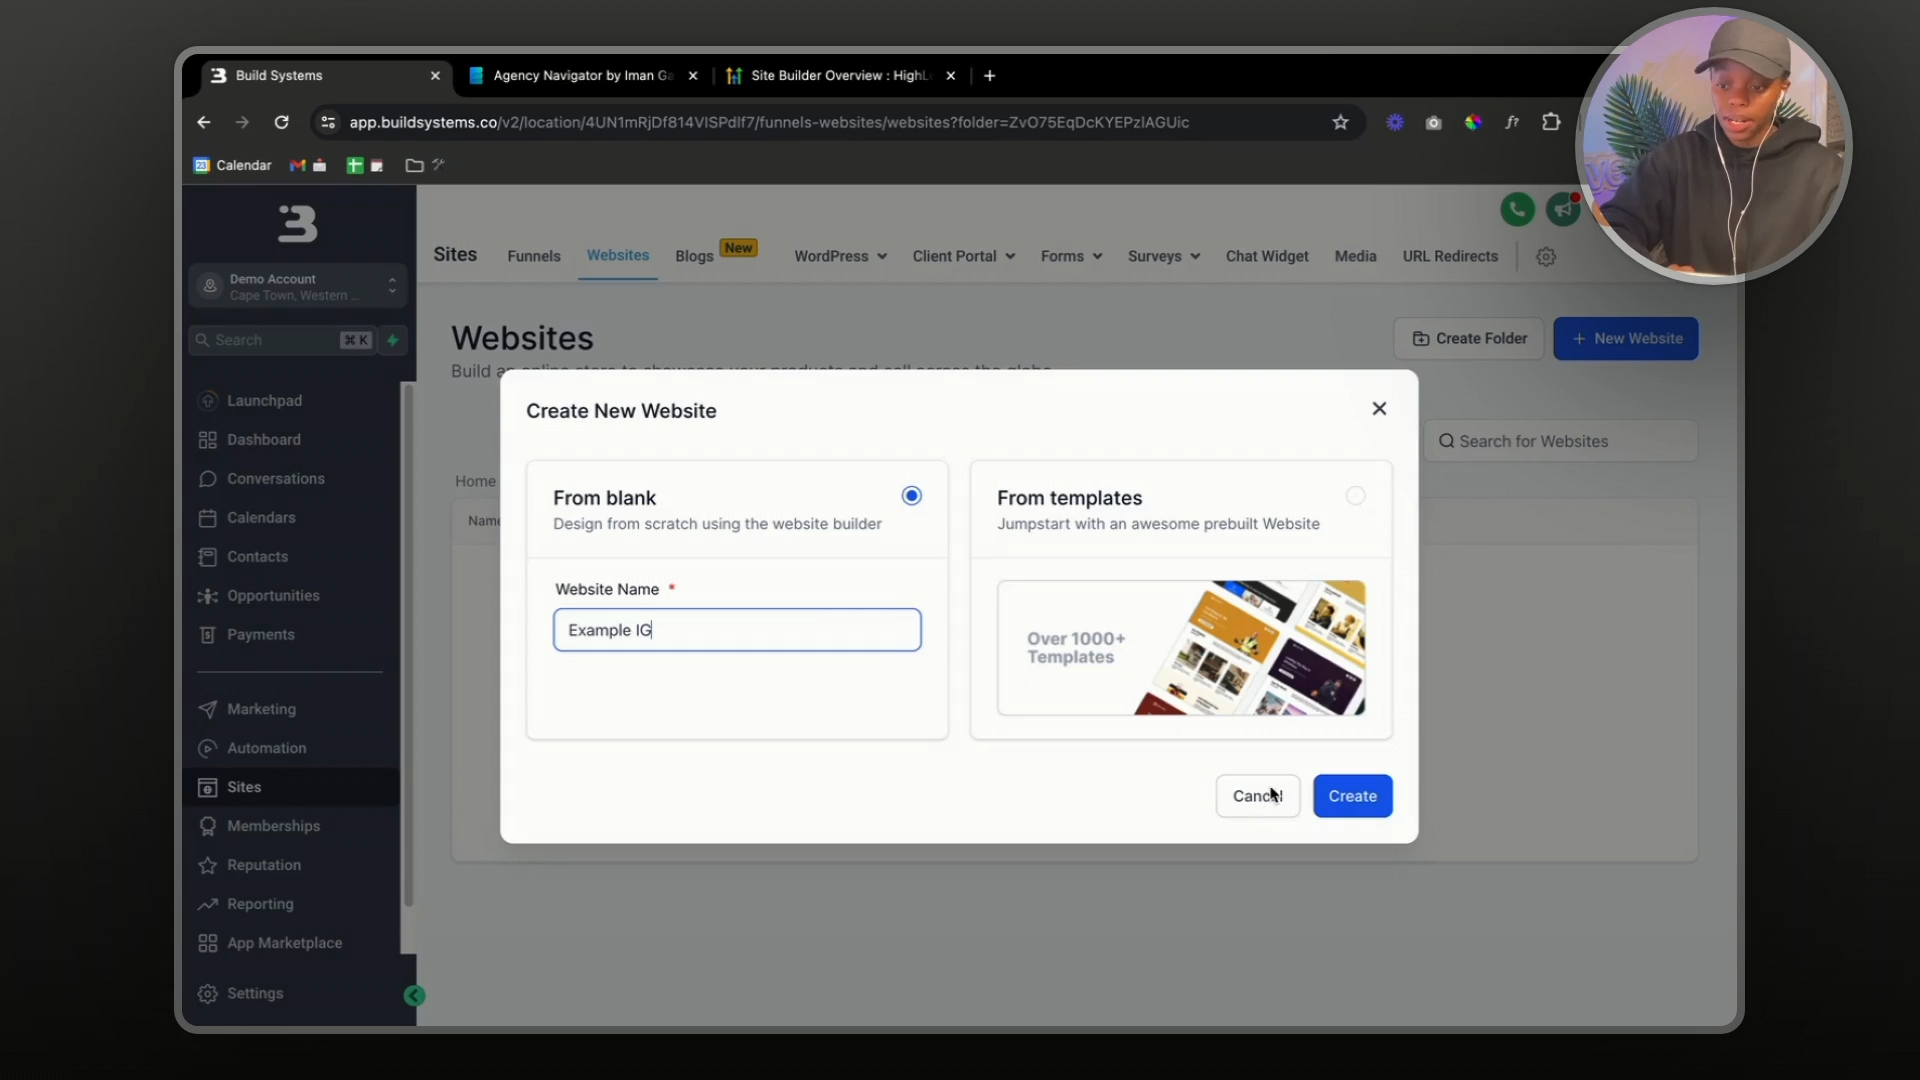 Build Systems
Agency Navigator by Iman Ga
Site Builder Overview : HighL
app.buildsystems.co/v2/location/4UN1mRjDf814VISPdlf7/funnels-websites/websites?folder=ZvO75EqDcKYEPzlAGUic
Calendar
Demo Account
Cape Town, Western ...
Search
⌘ K
Launchpad
Dashboard
Conversations
Calendars
Contacts
Opportunities
Payments
Marketing
Automation
Sites
Memberships
Reputation
Reporting
App Marketplace
Settings
Sites
Funnels
Websites
Blogs
New
WordPress
Client Portal
Forms
Surveys
Chat Widget
Media
URL Redirects
Websites
Create Folder
+ New Website
Build an online store to showcase your products and sell across the globe
Search for Websites
Home
Name
Create New Website
From blank
Design from scratch using the website builder
Website Name *
Example IG
From templates
Jumpstart with an awesome prebuilt Website
Over 1000+
Templates
Cancel
Create